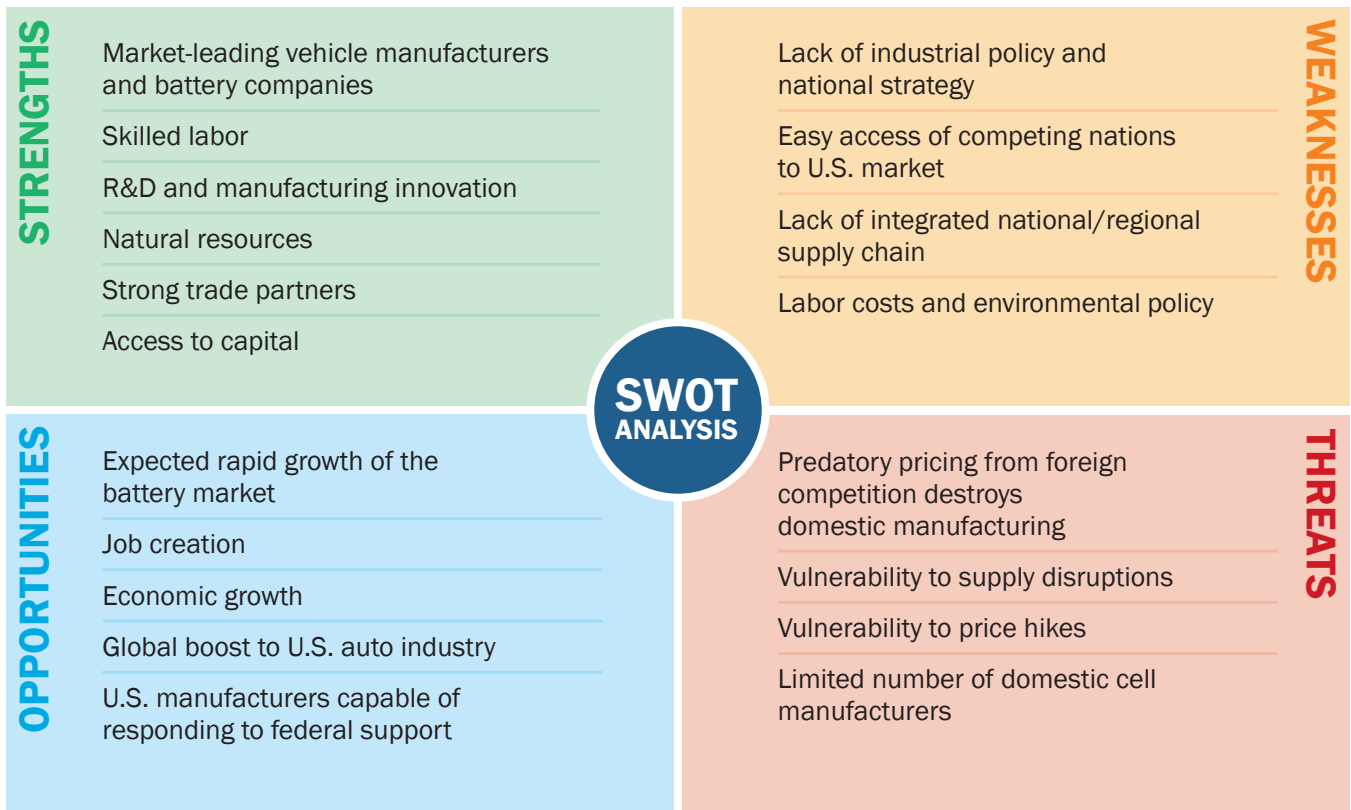 STRENGTHS
Market-leading vehicle manufacturers
and battery companies
Skilled labor
R&D and manufacturing innovation
Natural resources
Strong trade partners
Access to capital
WEAKNESSES
Lack of industrial policy and
national strategy
Easy access of competing nations
to U.S. market
Lack of integrated national/regional
supply chain
Labor costs and environmental policy
SWOT
ANALYSIS
OPPORTUNITIES
Expected rapid growth of the
battery market
Job creation
Economic growth
Global boost to U.S. auto industry
U.S. manufacturers capable of
responding to federal support
THREATS
Predatory pricing from foreign
competition destroys
domestic manufacturing
Vulnerability to supply disruptions
Vulnerability to price hikes
Limited number of domestic cell
manufacturers